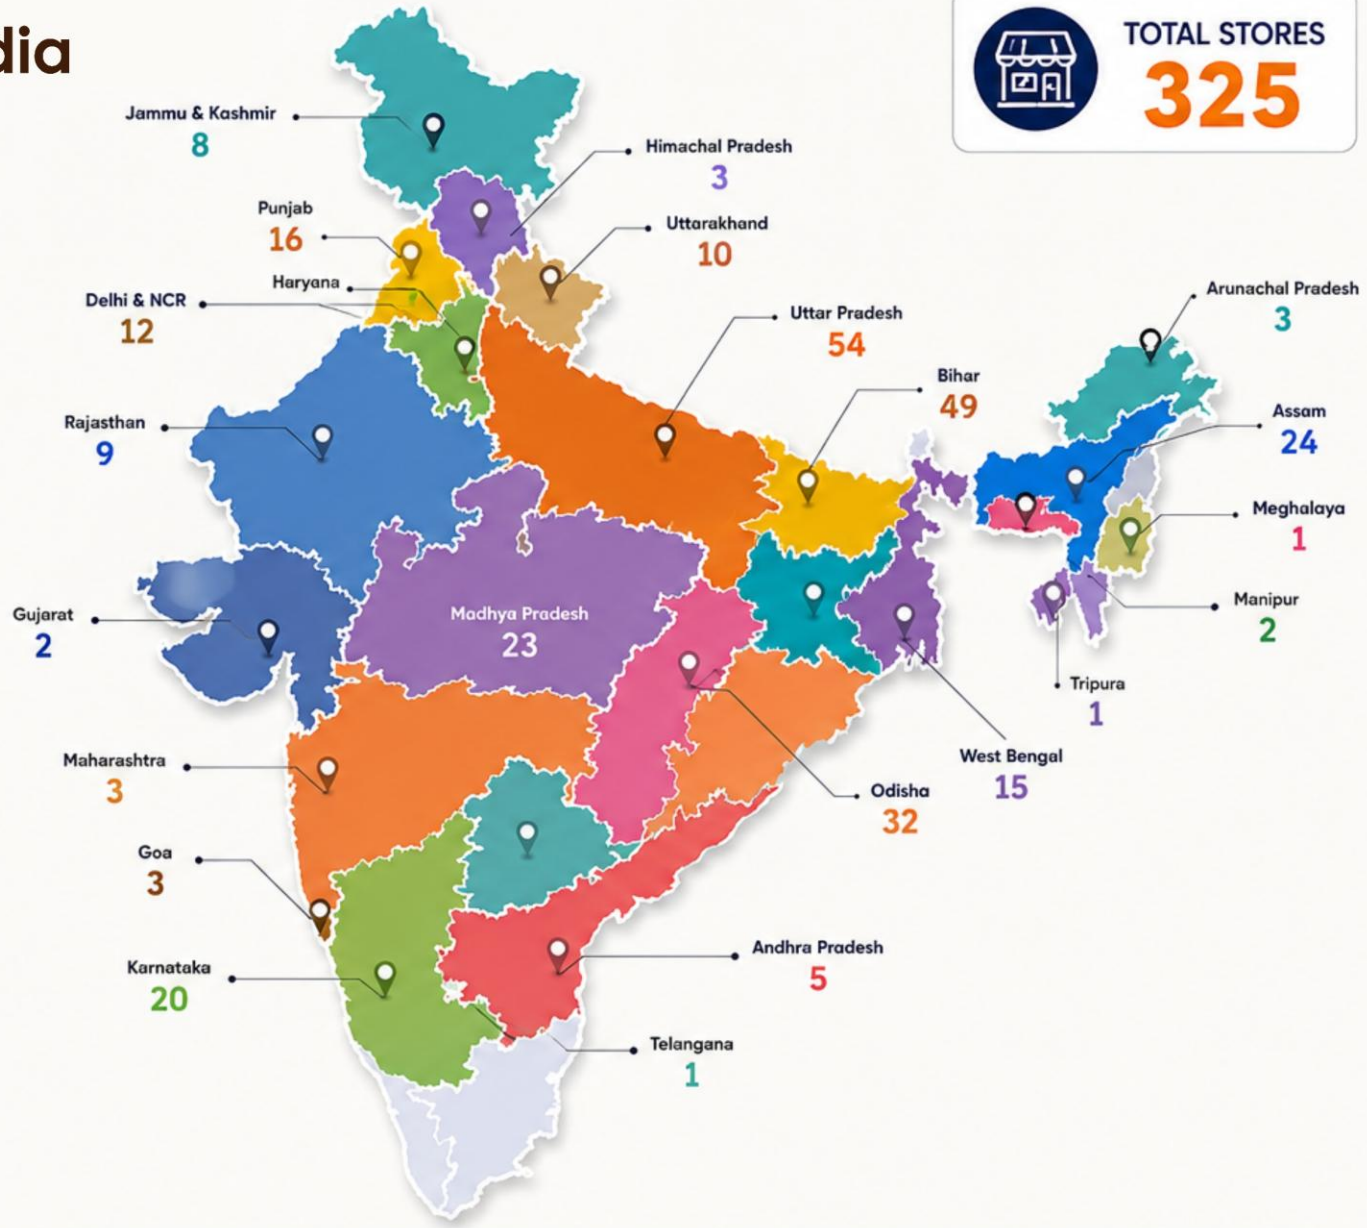 dia
TOTAL STORES
325
Jammu & Kashmir
8
Himachal Pradesh
3
Punjab
16
Uttarakhand
10
Haryana
Delhi & NCR
12
Arunachal Pradesh
3
Uttar Pradesh
54
Bihar
49
Rajasthan
9
Assam
24
Meghalaya
1
Gujarat
2
Madhya Pradesh
23
Manipur
2
Tripura
1
West Bengal
15
Maharashtra
3
Odisha
32
Goa
3
Andhra Pradesh
5
Karnataka
20
Telangana
1